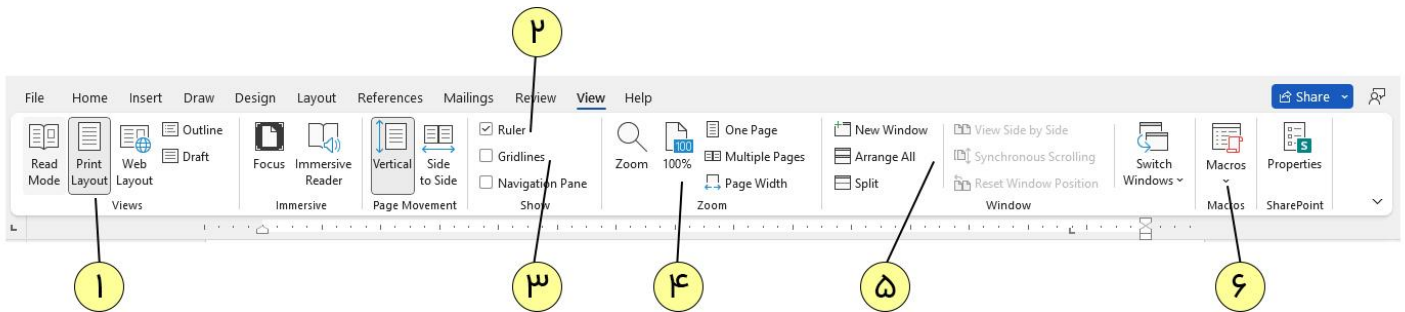 ۲
File Home Insert Draw Design Layout References Mailings Review View Help Share
Read Mode
Print Layout
Web Layout
Outline
Draft
Views
Focus
Immersive Reader
Immersive
Vertical
Side to Side
Page Movement
Ruler
Gridlines
Navigation Pane
Show
Zoom
100
100%
One Page
Multiple Pages
Page Width
Zoom
New Window
Arrange All
Split
View Side by Side
Synchronous Scrolling
Reset Window Position
Switch Windows
Window
Macros
Macros
S
Properties
SharePoint
۱ ۳ ۴ ۵ ۶